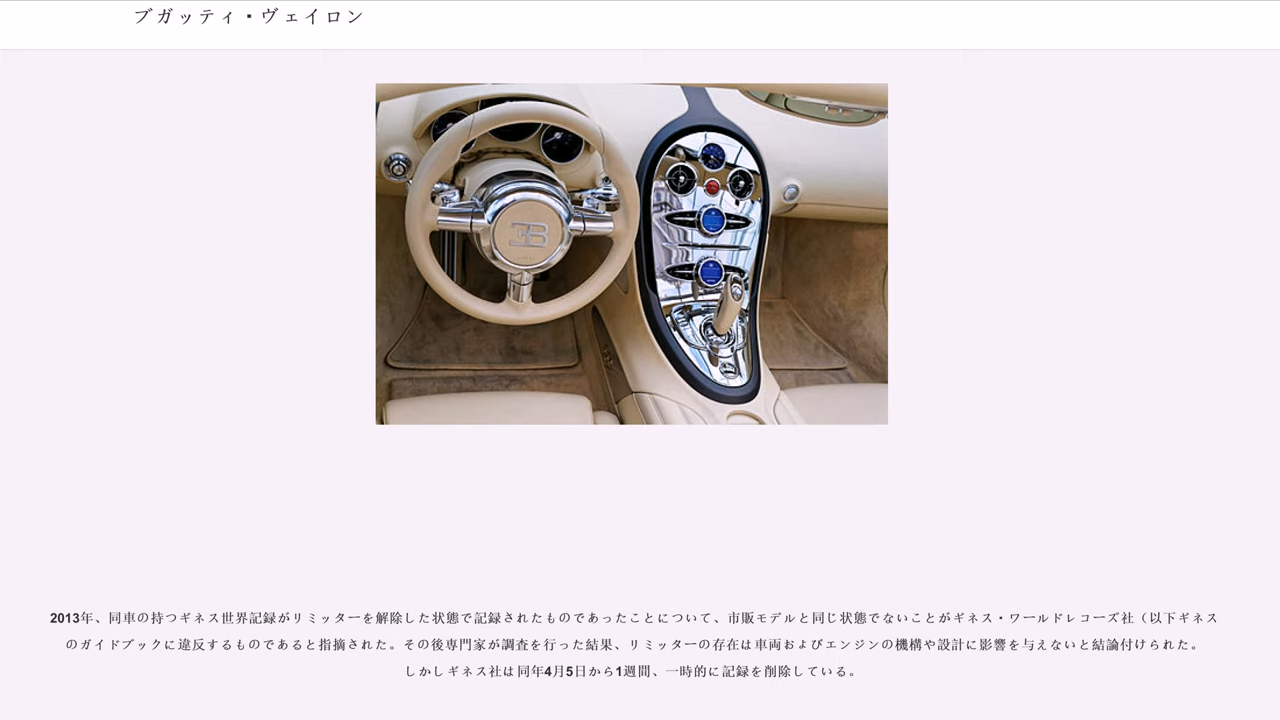 ブガッティ・ヴェイロン
2013年、同車の持つギネス世界記録がリミッターを解除した状態で記録されたものであったことについて、市販モデルと同じ状態でないことがギネス・ワールドレコーズ社（以下ギネス
のガイドブックに違反するものであると指摘された。その後専門家が調査を行った結果、リミッターの存在は車両およびエンジンの機構や設計に影響を与えないと結論付けられた。
しかしギネス社は同年4月5日から1週間、一時的に記録を削除している。